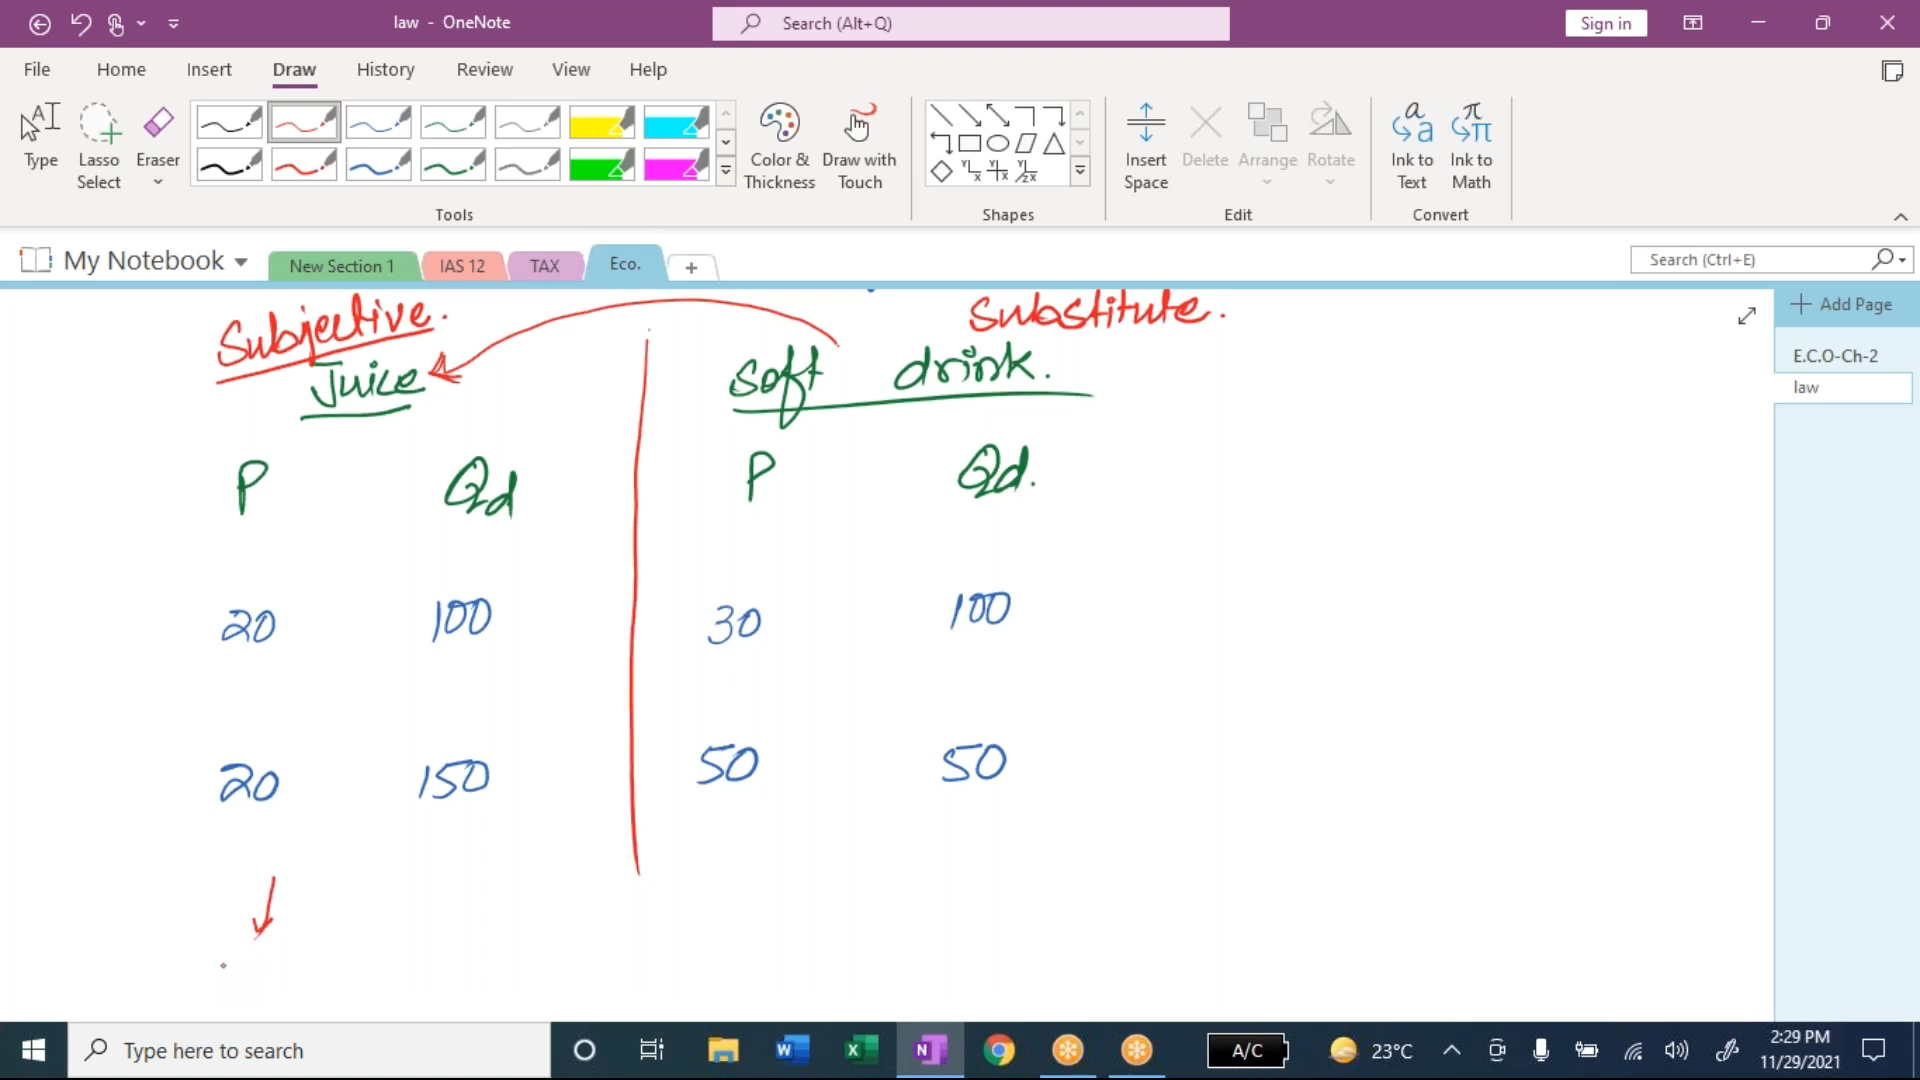 law - OneNote
Search (Alt+Q)
Sign in
File Home Insert Draw History Review View Help
Type
Lasso Select
Eraser
Color & Thickness
Draw with Touch
Insert Space
Delete
Arrange
Rotate
Ink to Text
Ink to Math
Tools Shapes Edit Convert
My Notebook
New Section 1 IAS 12 TAX Eco. +
Search (Ctrl+E)
Add Page
E.C.O-Ch-2
law
Subjective. Substitute.
Juice Soft drink.
P Qd P Qd.
20 100 30 100
20 150 50 50
Type here to search
A/C
23°C
2:29 PM
11/29/2021